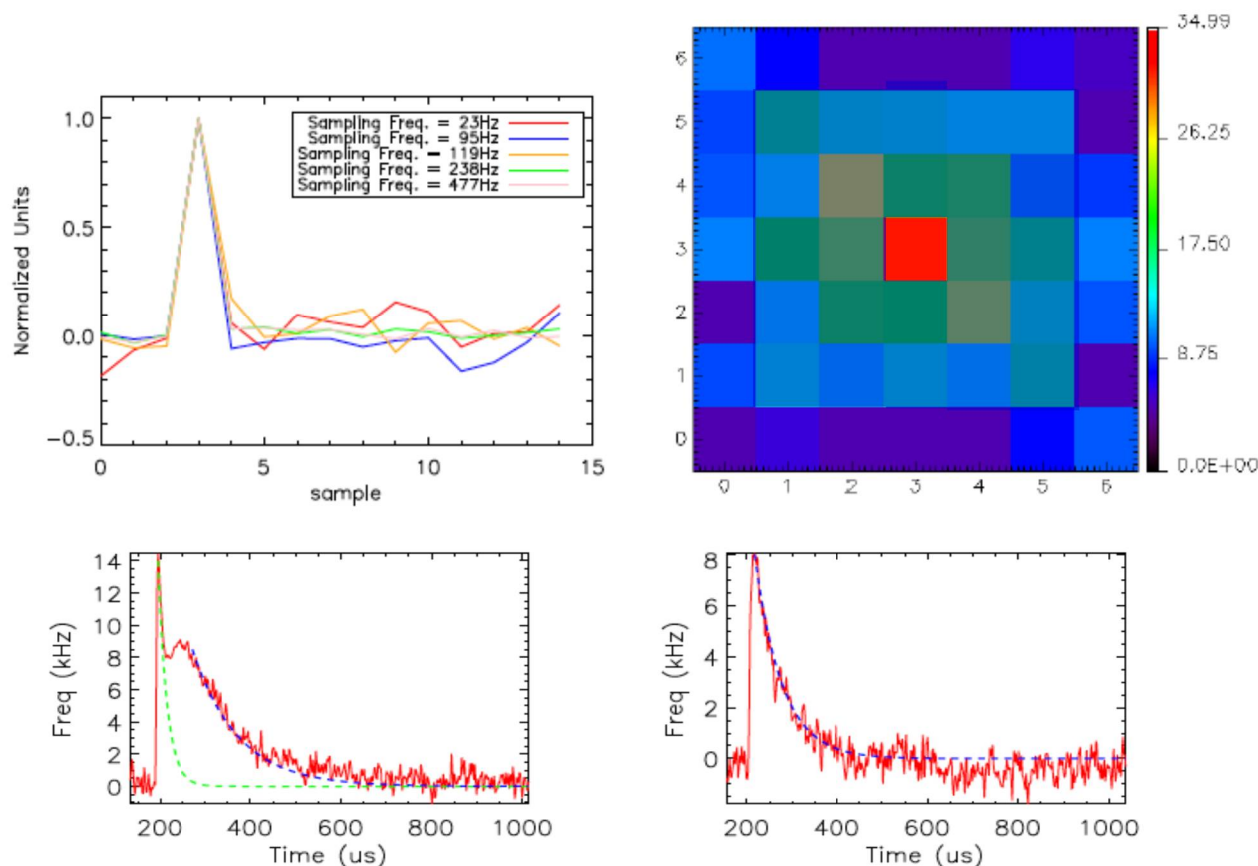 1.0
0.5
0.0
−0.5
Normalized Units
Sampling Freq. = 23Hz
Sampling Freq. = 95Hz
Sampling Freq. − 119Hz
Sampling Freq. = 238Hz
Sampling Freq. = 477Hz
0 5 10 15
sample
6
5
4
3
2
1
0
0 1 2 3 4 5 6
34.99
26.25
17.50
8.75
0.0E+00
14
12
10
8
6
4
2
0
Freq (kHz)
200 400 600 800 1000
Time (us)
8
6
4
2
0
Freq (kHz)
200 400 600 800 1000
Time (us)